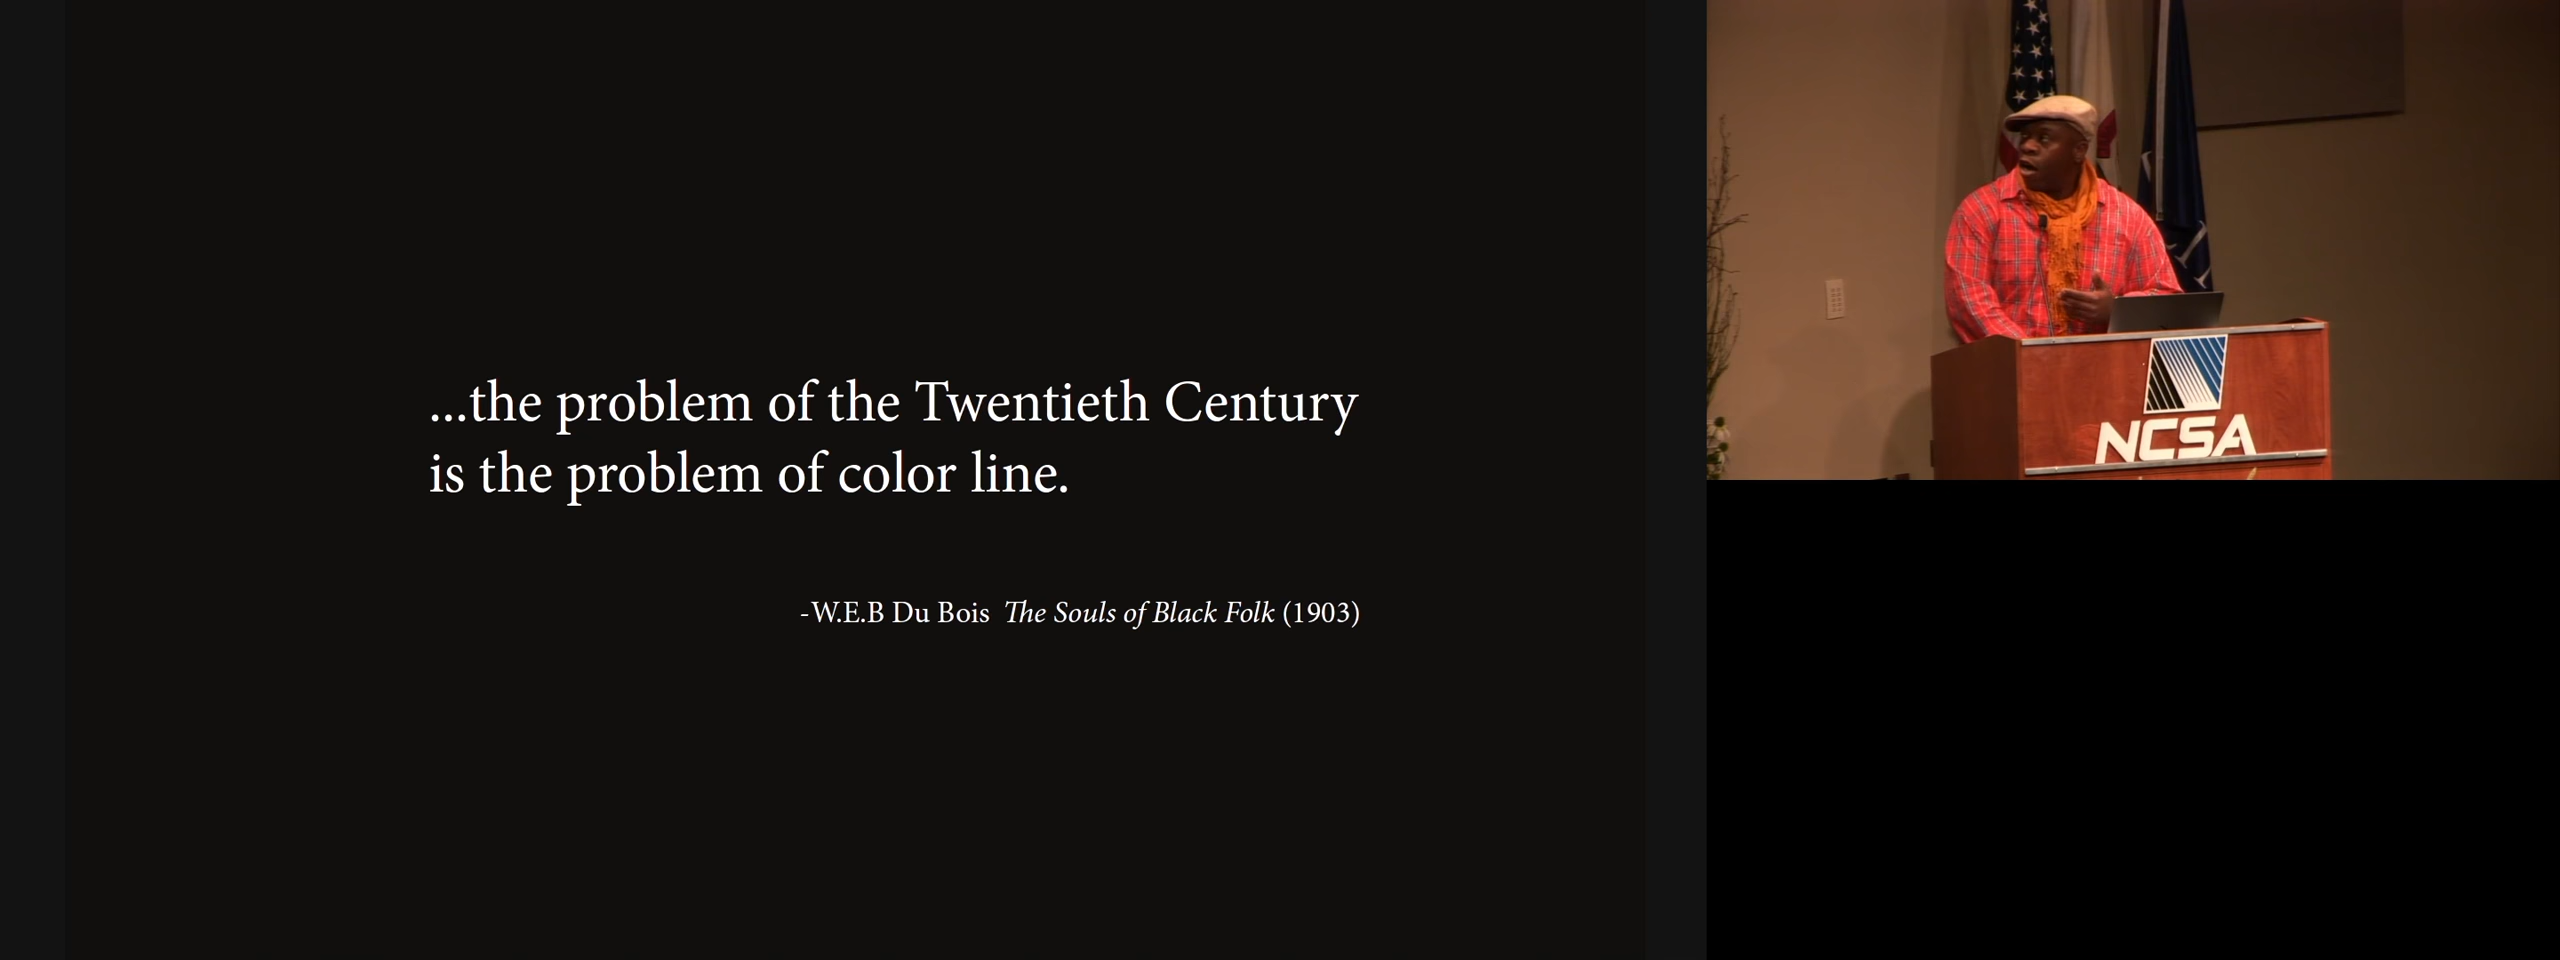 ...the problem of the Twentieth Century
is the problem of color line.
-W.E.B Du Bois The Souls of Black Folk (1903)
NCSA